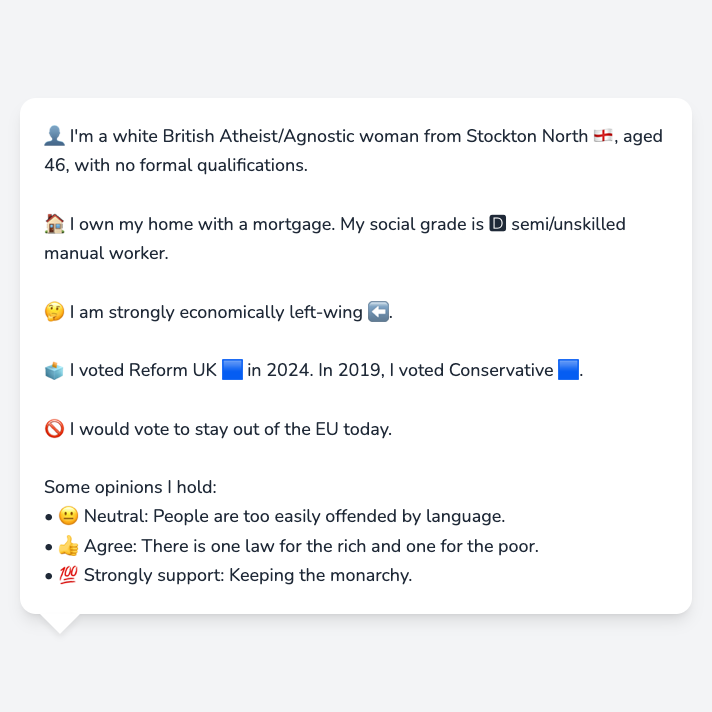 👤 I'm a white British Atheist/Agnostic woman from Stockton North 🏴󠁧󠁢󠁥󠁮󠁧󠁿, aged
46, with no formal qualifications.
🏠 I own my home with a mortgage. My social grade is D semi/unskilled
manual worker.
🤔 I am strongly economically left-wing ⬅️.
🗳️ I voted Reform UK 🟦 in 2024. In 2019, I voted Conservative 🟦.
🚫 I would vote to stay out of the EU today.
Some opinions I hold:
• 😐 Neutral: People are too easily offended by language.
• 👍 Agree: There is one law for the rich and one for the poor.
• 💯 Strongly support: Keeping the monarchy.